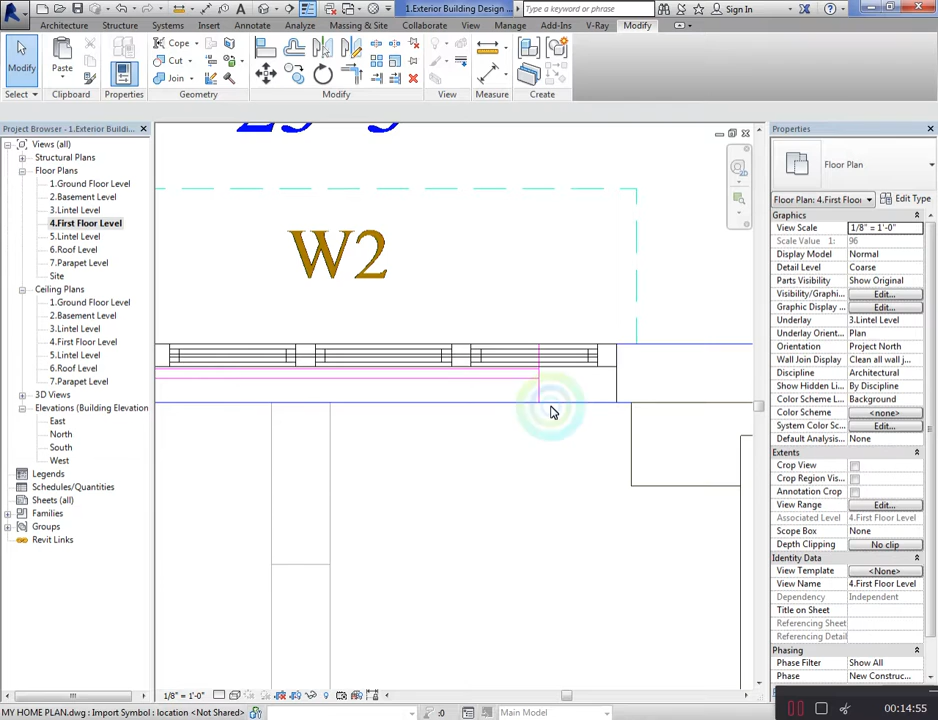 1.Exterior Building Design ...
Type a keyword or phrase
Sign In
Architecture Structure Systems Insert Annotate Analyze Massing & Site Collaborate View Manage Add-Ins V-Ray Modify
Modify Paste Cope Cut Join
Select Clipboard Properties Geometry Modify View Measure Create
Project Browser - 1.Exterior Buildi...
Views (all)
Structural Plans
Floor Plans
1.Ground Floor Level
2.Basement Level
3.Lintel Level
4.First Floor Level
5.Lintel Level
6.Roof Level
7.Parapet Level
Site
Ceiling Plans
1.Ground Floor Level
2.Basement Level
3.Lintel Level
4.First Floor Level
5.Lintel Level
6.Roof Level
7.Parapet Level
3D Views
Elevations (Building Elevation
East
North
South
West
Legends
Schedules/Quantities
Sheets (all)
Families
Groups
Revit Links
W2
Properties
Floor Plan
Floor Plan: 4.First Floor Edit Type
Graphics
View Scale 1/8" = 1'-0"
Scale Value 1: 96
Display Model Normal
Detail Level Coarse
Parts Visibility Show Original
Visibility/Graphi... Edit...
Graphic Display ... Edit...
Underlay 3.Lintel Level
Underlay Orient... Plan
Orientation Project North
Wall Join Display Clean all wall j...
Discipline Architectural
Show Hidden Li... By Discipline
Color Scheme L... Background
Color Scheme <none>
System Color Sc... Edit...
Default Analysis... None
Extents
Crop View
Crop Region Vis...
Annotation Crop
View Range Edit...
Associated Level 4.First Floor Level
Scope Box None
Depth Clipping No clip
Identity Data
View Template <None>
View Name 4.First Floor Level
Dependency Independent
Title on Sheet
Referencing Sheet
Referencing Detail
Phasing
Phase Filter Show All
Phase New Construc...
1/8" = 1'-0"
MY HOME PLAN.dwg : Import Symbol : location <Not Shared>
:0
Main Model
00:14:55